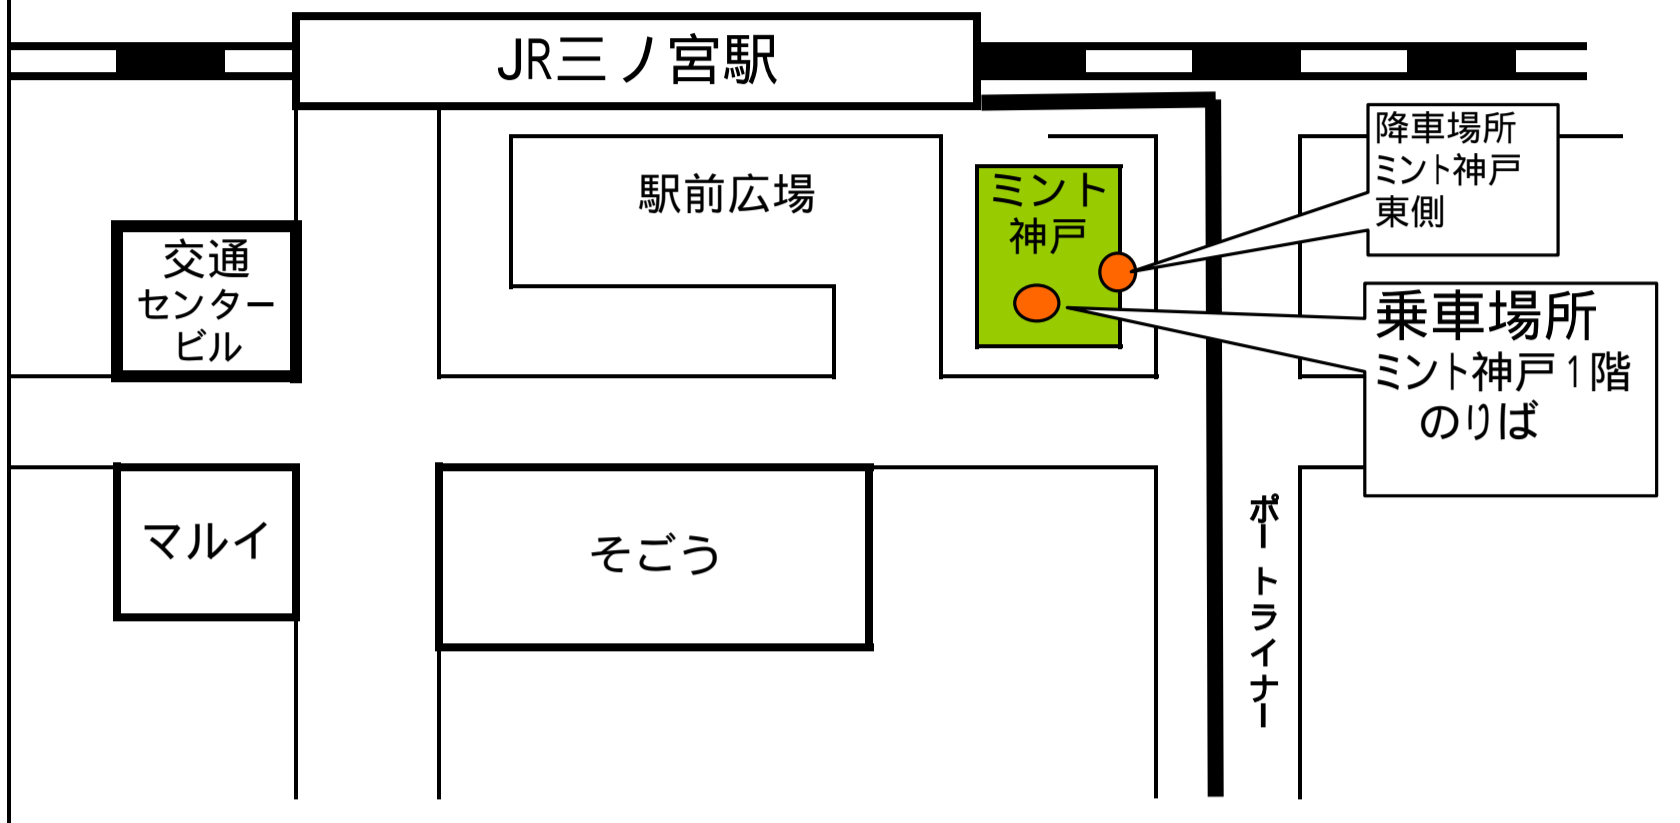 JR三ノ宮駅
降車場所
ミント神戸
東側
駅前広場
ミント
神戸
交通
センター
ビル
乗車場所
ミント神戸1階
のりば
マルイ
そごう
ポートライナー